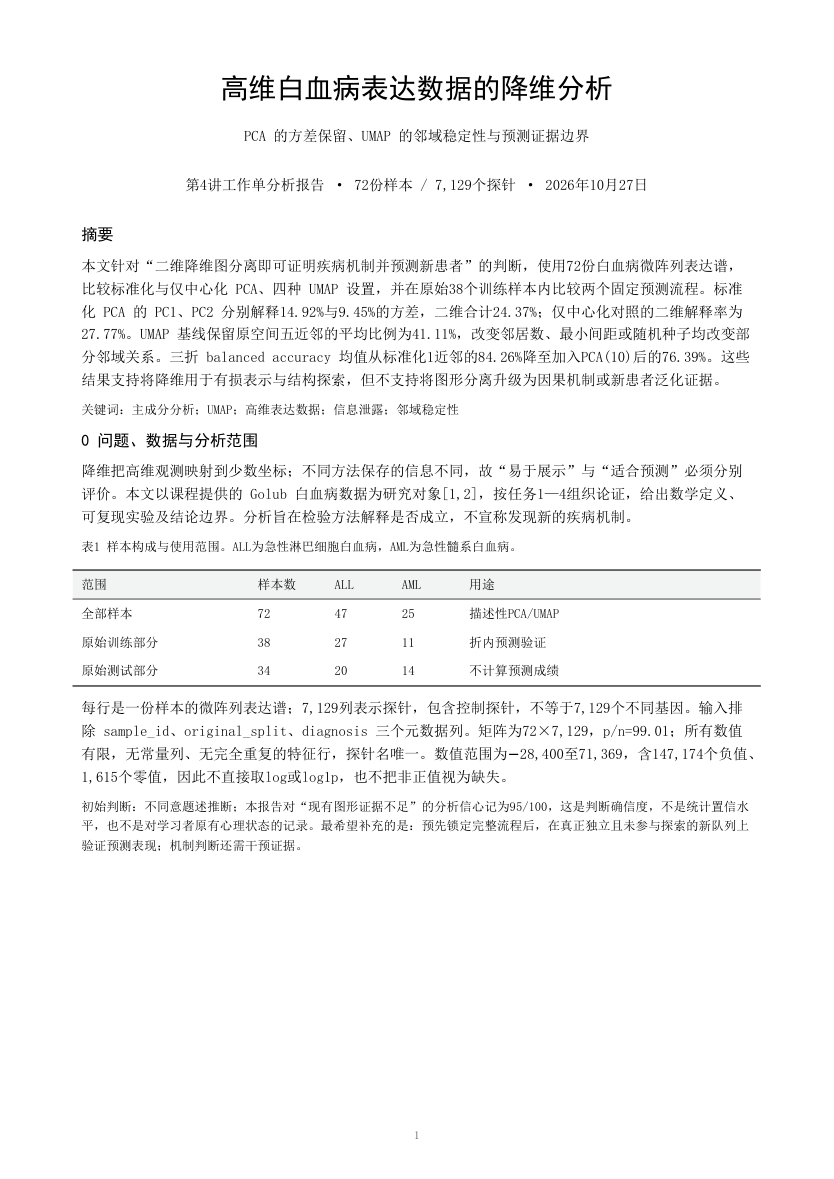 高维白血病表达数据的降维分析
PCA 的方差保留、UMAP 的邻域稳定性与预测证据边界
第4讲工作单分析报告 • 72份样本 / 7,129个探针 • 2026年10月27日
摘要
本文针对“二维降维图分离即可证明疾病机制并预测新患者”的判断，使用72份白血病微阵列表达谱，
比较标准化与仅中心化 PCA、四种 UMAP 设置，并在原始38个训练样本内比较两个固定预测流程。标准
化 PCA 的 PC1、PC2 分别解释14.92%与9.45%的方差，二维合计24.37%；仅中心化对照的二维解释率为
27.77%。UMAP 基线保留原空间五近邻的平均比例为41.11%，改变邻居数、最小间距或随机种子均改变部
分邻域关系。三折 balanced accuracy 均值从标准化1近邻的84.26%降至加入PCA(10)后的76.39%。这些
结果支持将降维用于有损表示与结构探索，但不支持将图形分离升级为因果机制或新患者泛化证据。
关键词：主成分分析；UMAP；高维表达数据；信息泄露；邻域稳定性
0 问题、数据与分析范围
降维把高维观测映射到少数坐标；不同方法保存的信息不同，故“易于展示”与“适合预测”必须分别
评价。本文以课程提供的 Golub 白血病数据为研究对象[1,2]，按任务1—4组织论证，给出数学定义、
可复现实验及结论边界。分析旨在检验方法解释是否成立，不宣称发现新的疾病机制。
表1 样本构成与使用范围。ALL为急性淋巴细胞白血病，AML为急性髓系白血病。
范围 样本数 ALL AML 用途
全部样本 72 47 25 描述性PCA/UMAP
原始训练部分 38 27 11 折内预测验证
原始测试部分 34 20 14 不计算预测成绩
每行是一份样本的微阵列表达谱；7,129列表示探针，包含控制探针，不等于7,129个不同基因。输入排
除 sample_id、original_split、diagnosis 三个元数据列。矩阵为72×7,129，p/n=99.01；所有数值
有限，无常量列、无完全重复的特征行，探针名唯一。数值范围为−28,400至71,369，含147,174个负值、
1,615个零值，因此不直接取log或log1p，也不把非正值视为缺失。
初始判断：不同意题述推断；本报告对“现有图形证据不足”的分析信心记为95/100，这是判断确信度，不是统计置信水
平，也不是对学习者原有心理状态的记录。最希望补充的是：预先锁定完整流程后，在真正独立且未参与探索的新队列上
验证预测表现；机制判断还需干预证据。
1